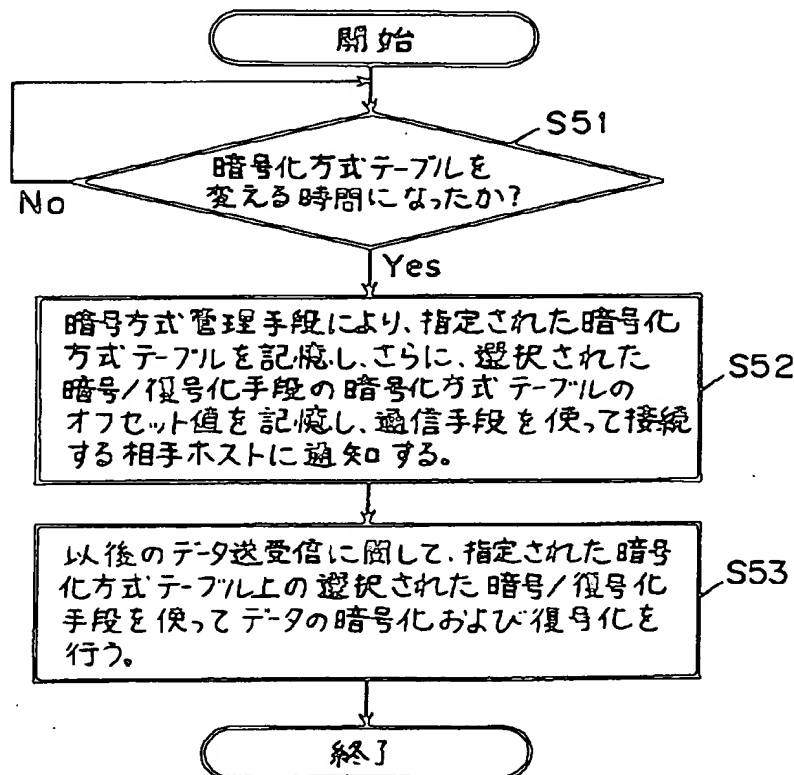 開始
S51
暗号化方式テーブルを
変える時間になったか?
No
Yes
暗号方式管理手段により、指定された暗号化
方式テーブルを記憶し、さらに、選択された
暗号/復号化手段の暗号化方式テーブルの
オフセット値を記憶し、通信手段を使って接続
する相手ホストに通知する。
S52
以後のデータ送受信に関して、指定された暗号
化方式テーブル上の選択された暗号/復号化
手段を使ってデータの暗号化および復号化を
行う。
S53
終了